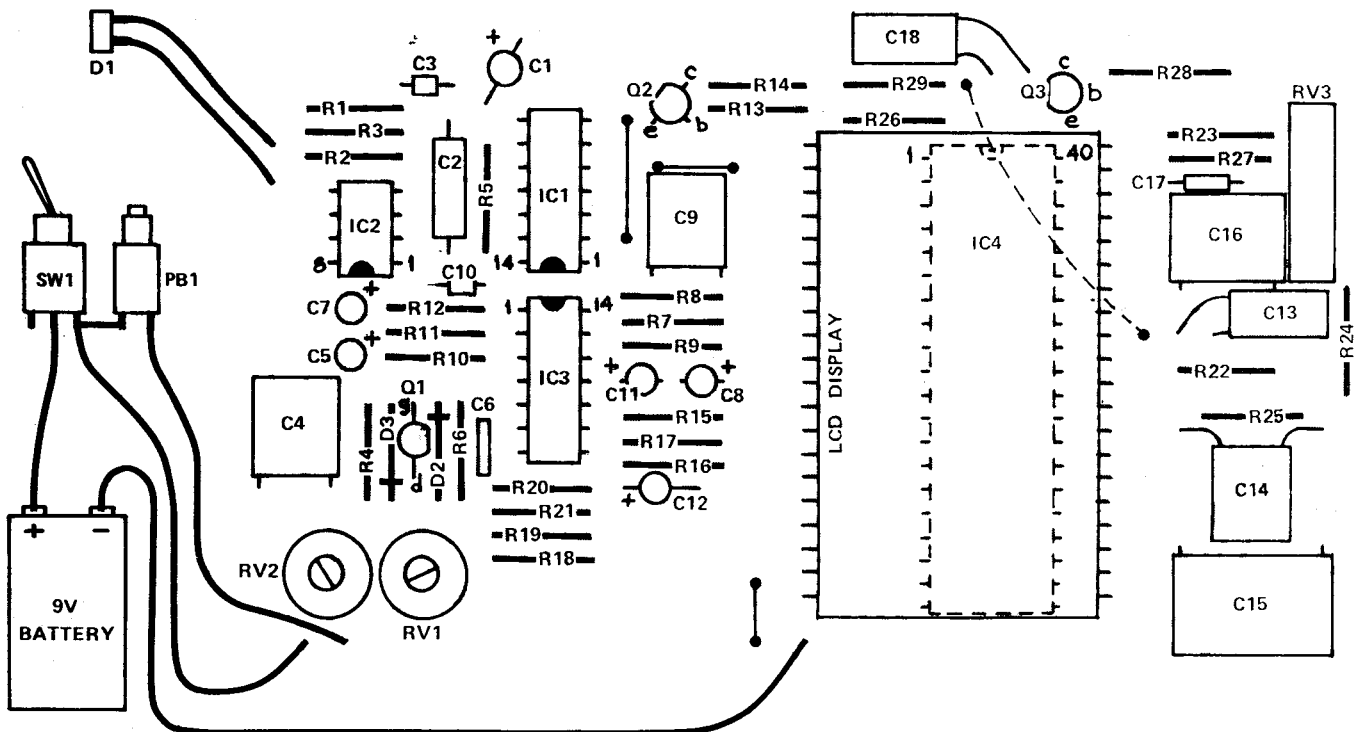 D1
C3
+
C1
C18
R28
RV3
R1
R3
R2
C2
R5
IC1
Q2
c
e
b
R14
R13
R29
R26
Q3
c
b
e
R23
R27
C17
C16
SW1
PB1
IC2
8
1
14
1
C10
C9
LCD DISPLAY
1
40
IC4
C7
+
C5
+
R12
R11
R10
1
14
IC3
R8
R7
R9
+
C11
+
C8
C13
R24
R22
R25
C4
R4
D3
Q1
g
d
D2
R6
C6
R15
R17
R16
+
C12
R20
R21
R19
R18
C14
C15
+
−
9V
BATTERY
RV2
RV1